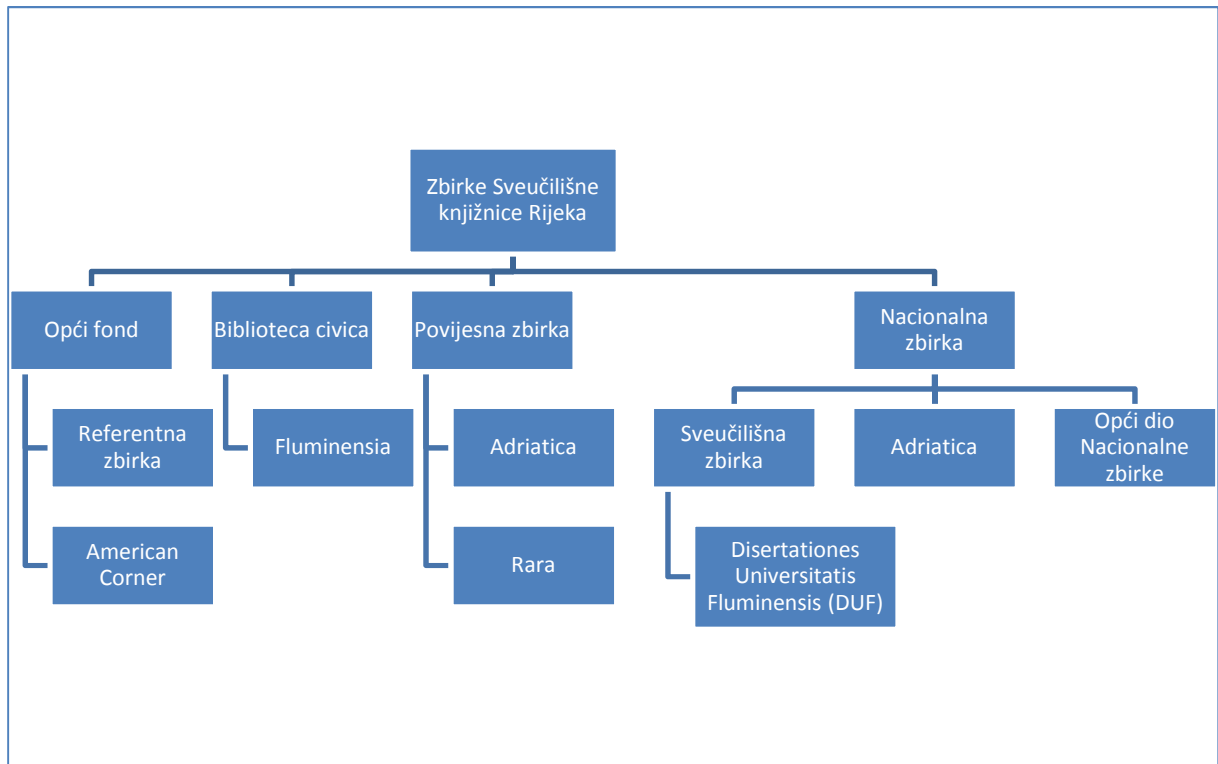 Zbirke Sveučilišne
knjižnice Rijeka
Opći fond
Biblioteca civica
Povijesna zbirka
Nacionalna
zbirka
Referentna
zbirka
Fluminensia
Adriatica
Sveučilišna
zbirka
Adriatica
Opći dio
Nacionalne
zbirke
American
Corner
Rara
Disertationes
Universitatis
Fluminensis (DUF)